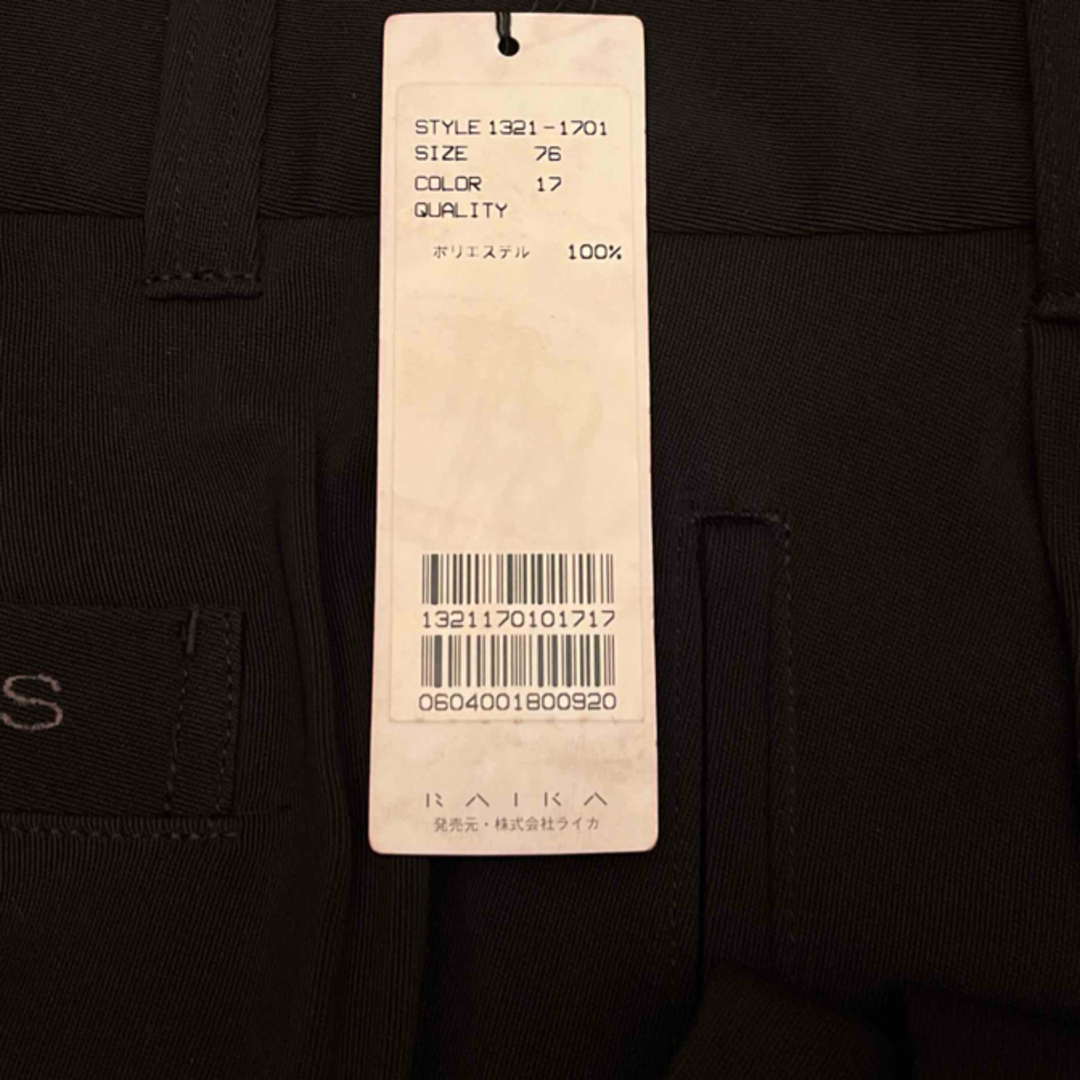 STYLE 1321-1701
SIZE 76
COLOR 17
QUALITY
ポリエステル 100%
1321170101717
0604001800920
RAIKA
発売元・株式会社ライカ
S